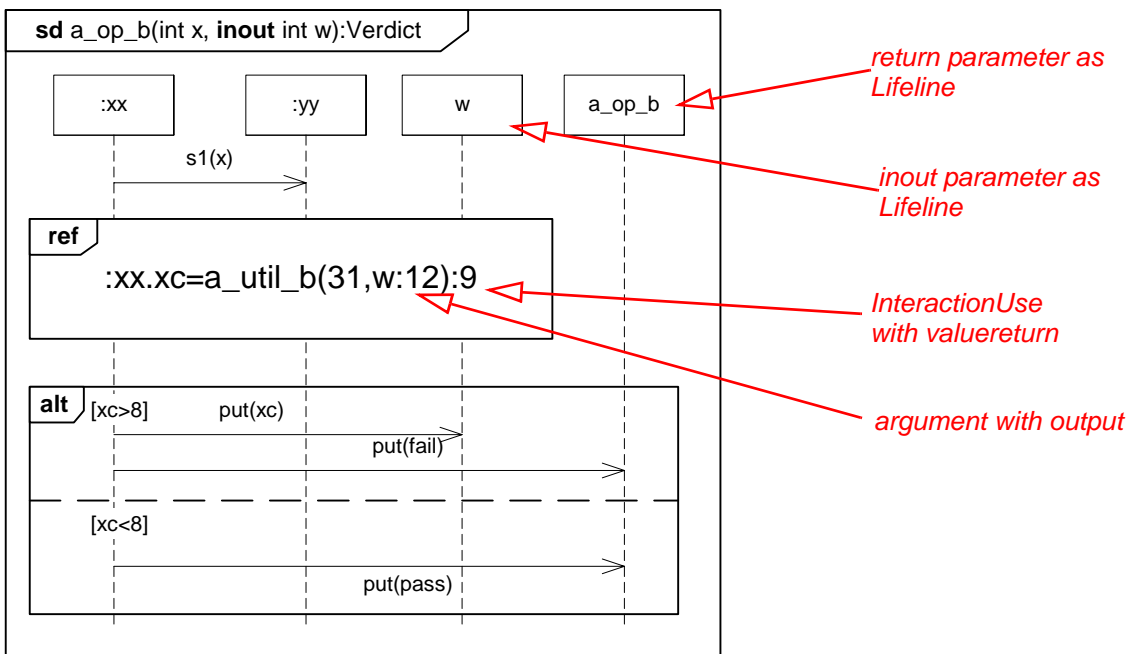 sd a_op_b(int x, inout int w):Verdict
return parameter as
Lifeline
:xx
:yy
w
a_op_b
s1(x)
inout parameter as
Lifeline
ref
:xx.xc=a_util_b(31,w:12):9
InteractionUse
with valuereturn
alt
[xc>8]
put(xc)
argument with output
put(fail)
[xc<8]
put(pass)